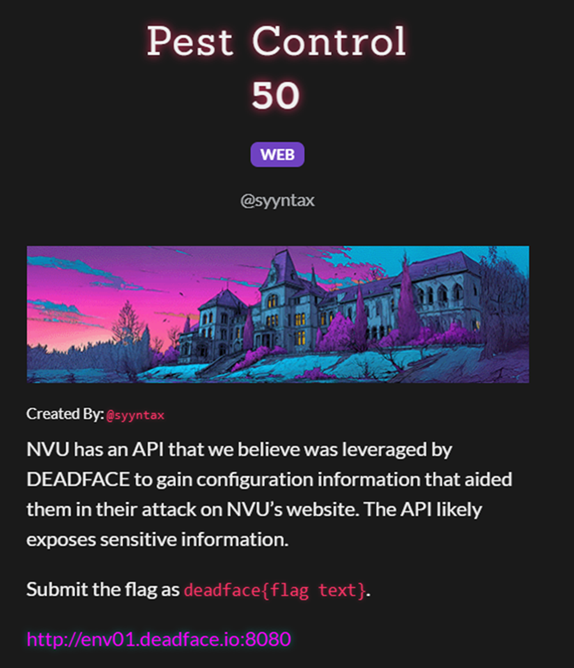 Pest Control
50
WEB
@syyntax
Created By: @syyntax
NVU has an API that we believe was leveraged by
DEADFACE to gain configuration information that aided
them in their attack on NVU’s website. The API likely
exposes sensitive information.
Submit the flag as deadface{flag text}.
http://env01.deadface.io:8080